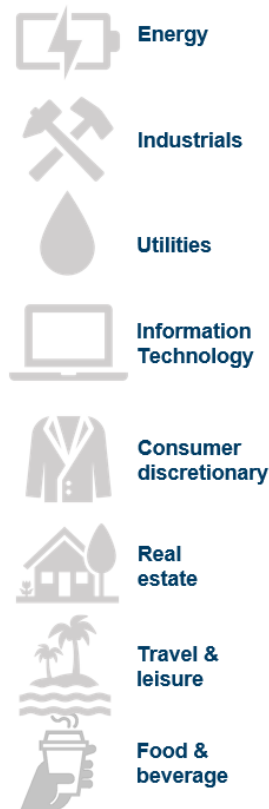 Energy
Industrials
Utilities
Information
Technology
Consumer
discretionary
Real
estate
Travel &
leisure
Food &
beverage